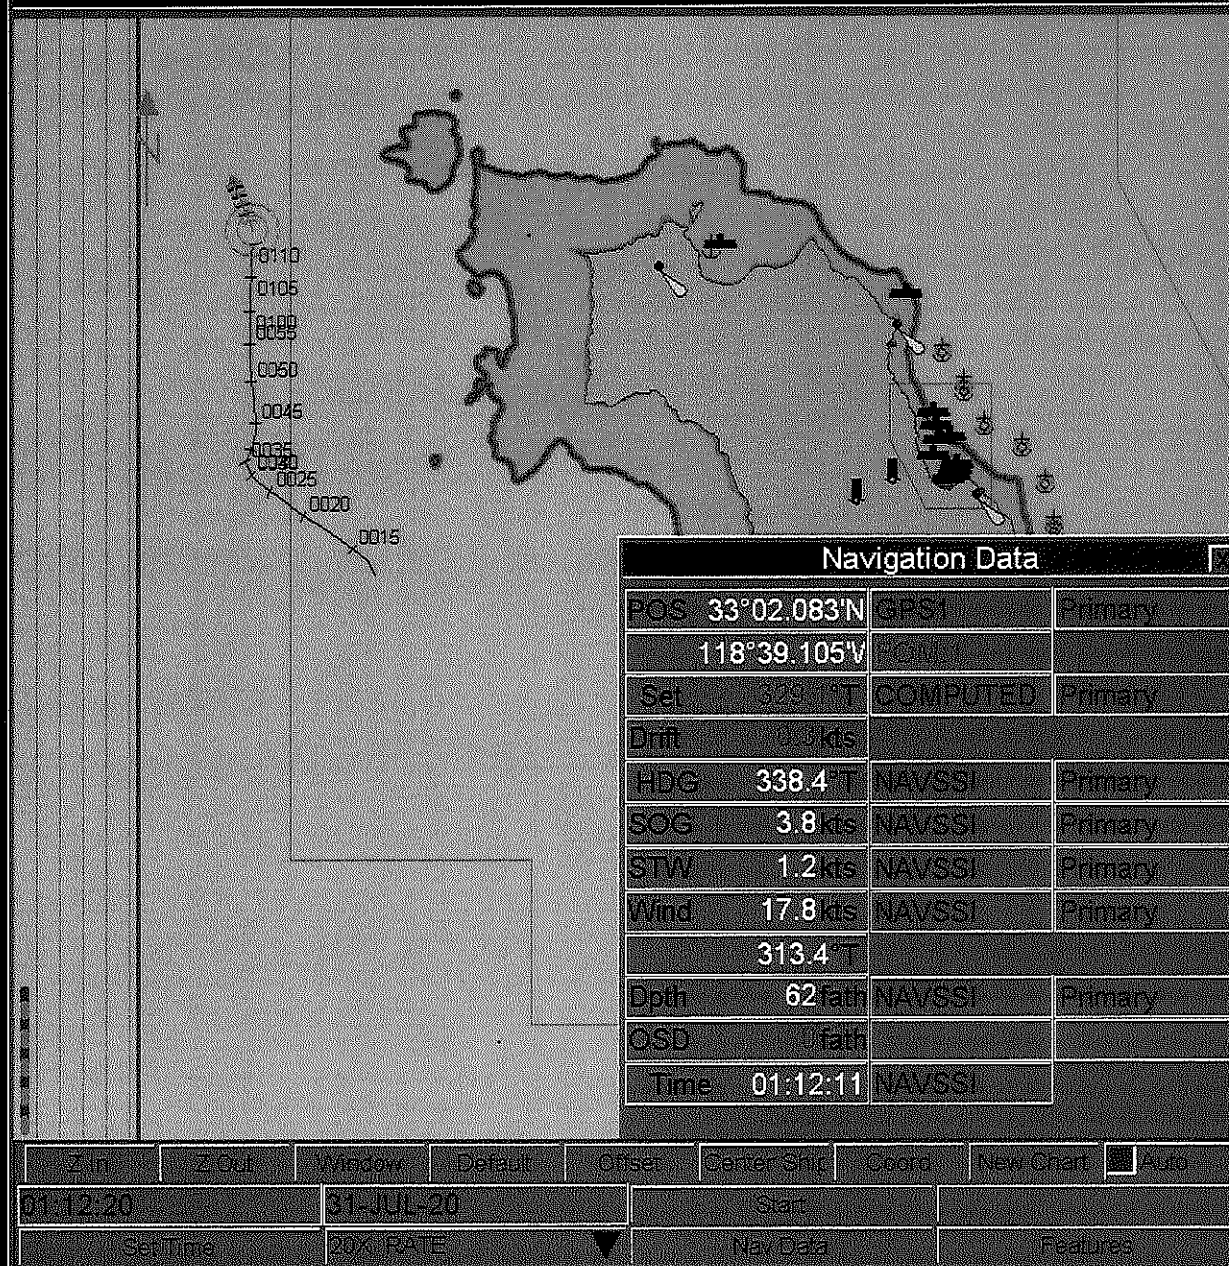 N
0110
0105
0100
0055
0050
0045
0035
0025
0020
0015
Navigation Data
POS 33°02.083'N GPS1 Primary
118°39.105'W
Set °T COMPUTED Primary
Drift kts
HDG 338.4°T NAVSSI Primary
SOG 3.8 kts NAVSSI Primary
STW 1.2 kts NAVSSI Primary
Wind 17.8 kts NAVSSI Primary
313.4°T
Dpth 62 fath NAVSSI Primary
OSD fath
Time 01:12:11 NAVSSI
Z In Z Out Window Default Offset Center Ship Coord New Chart Auto
01:12:20 31-JUL-20 Start
Set Time 20X RATE Nav Data Features